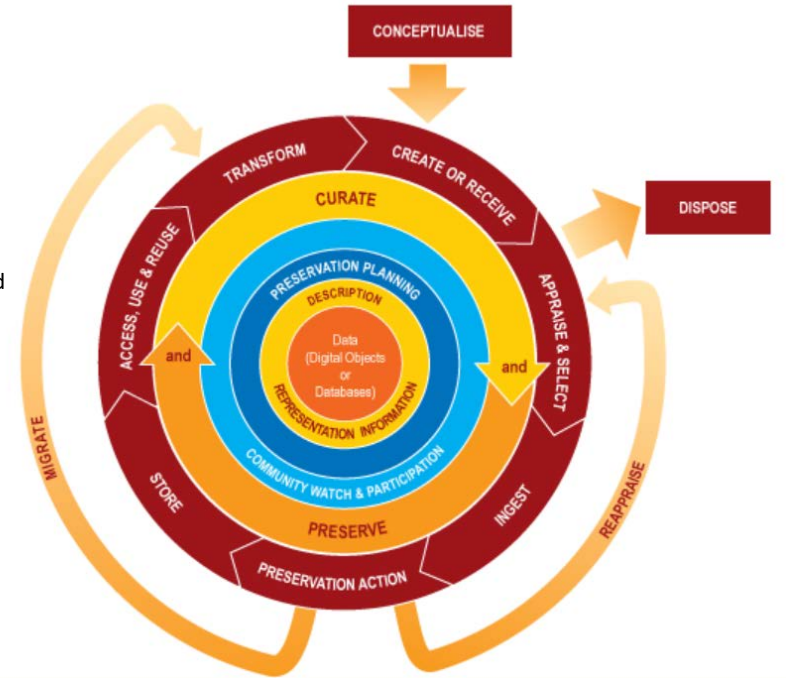 CONCEPTUALISE
DISPOSE
TRANSFORM
CREATE OR RECEIVE
APPRAISE & SELECT
INGEST
PRESERVATION ACTION
STORE
ACCESS, USE & REUSE
CURATE
and
PRESERVE
and
PRESERVATION PLANNING
COMMUNITY WATCH & PARTICIPATION
DESCRIPTION
REPRESENTATION INFORMATION
Data
(Digital Objects
or
Databases)
MIGRATE
REAPPRAISE
d